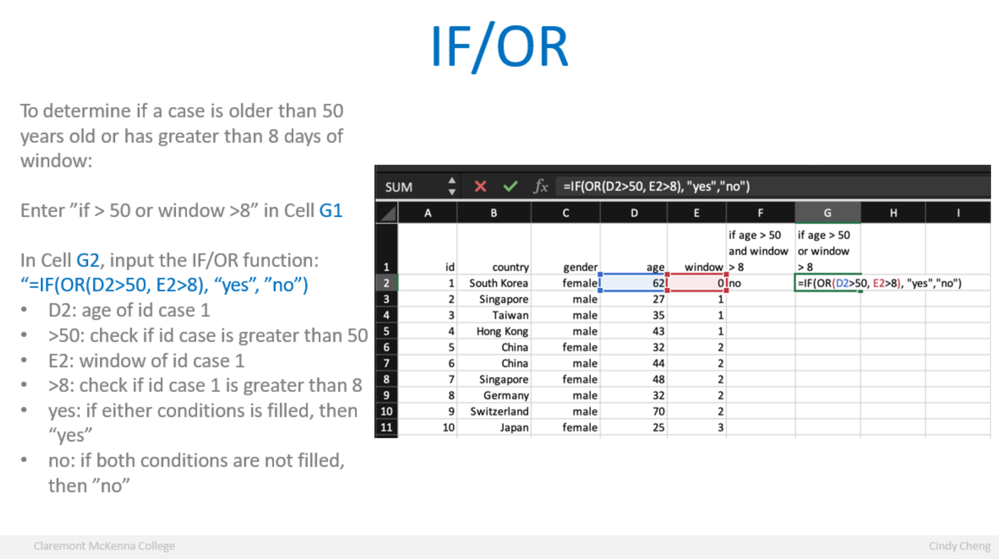 IF/OR
To determine if a case is older than 50
years old or has greater than 8 days of
window:
Enter ”if > 50 or window >8” in Cell G1
In Cell G2, input the IF/OR function:
“=IF(OR(D2>50, E2>8), “yes”, ”no”)
• D2: age of id case 1
• >50: check if id case is greater than 50
• E2: window of id case 1
• >8: check if id case 1 is greater than 8
• yes: if either conditions is filled, then
“yes”
• no: if both conditions are not filled,
then ”no”
SUM fx =IF(OR(D2>50, E2>8), "yes","no")
A B C D E F G H I
if age > 50 if age > 50
and window or window
1 id country gender age window > 8 > 8
2 1 South Korea female 62 0 no =IF(OR(D2>50, E2>8), "yes","no")
3 2 Singapore male 27 1
4 3 Taiwan male 35 1
5 4 Hong Kong male 43 1
6 5 China female 32 2
7 6 China male 44 2
8 7 Singapore female 48 2
9 8 Germany male 32 2
10 9 Switzerland male 70 2
11 10 Japan female 25 3
Claremont McKenna College
Cindy Cheng